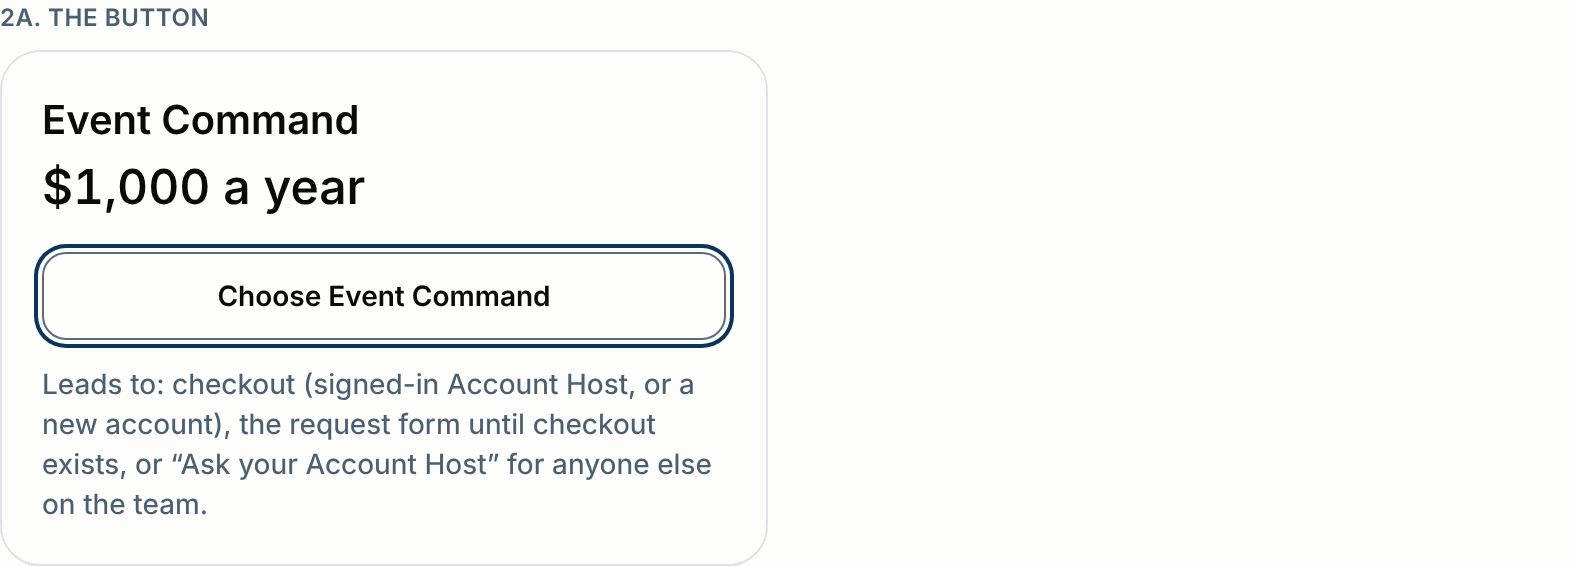 2A. THE BUTTON
Event Command
$1,000 a year
Choose Event Command
Leads to: checkout (signed-in Account Host, or a
new account), the request form until checkout
exists, or “Ask your Account Host” for anyone else
on the team.